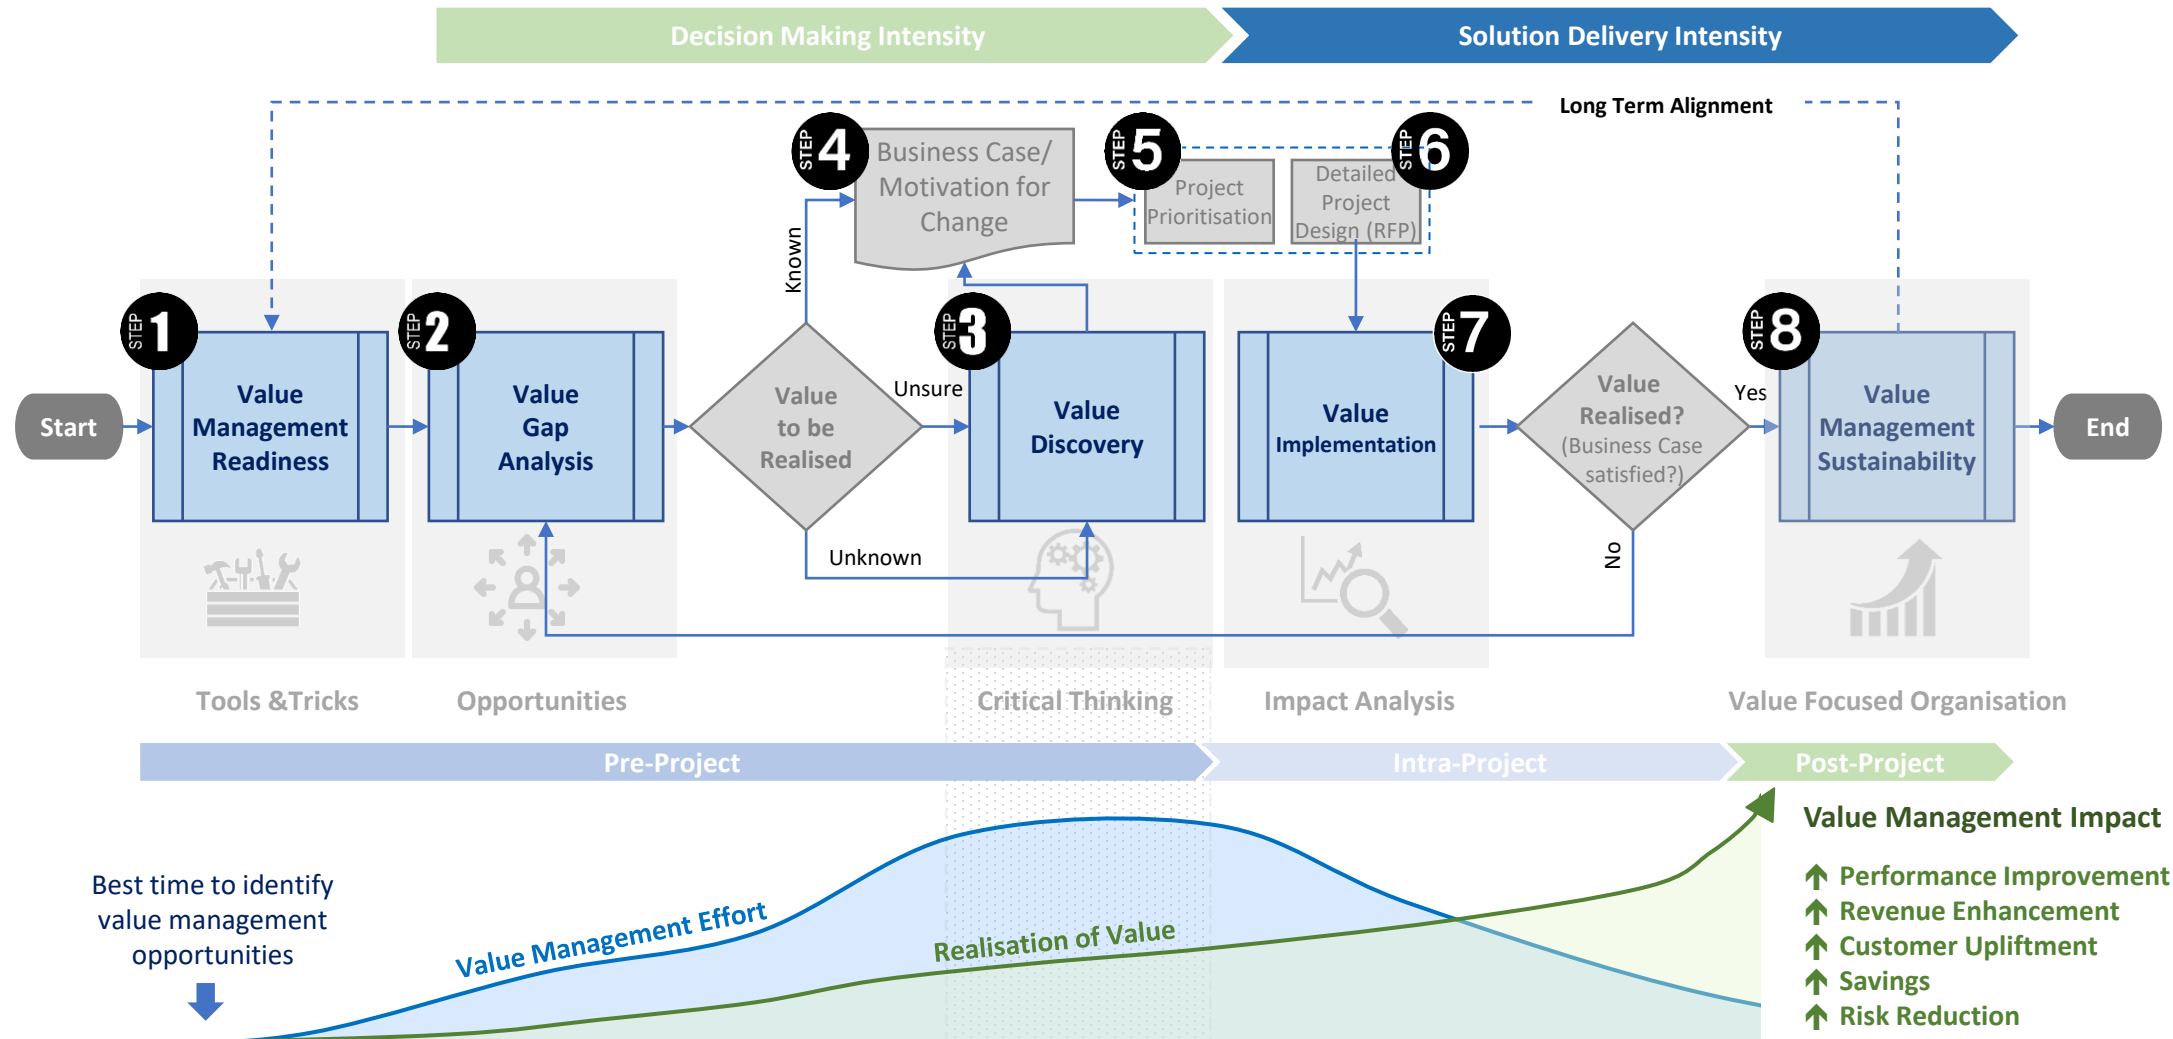 Decision Making Intensity
Solution Delivery Intensity
Long Term Alignment
STEP 4
Business Case/
Motivation for
Change
STEP 5
Project
Prioritisation
STEP 6
Detailed
Project
Design (RFP)
Known
Start
STEP 1
Value
Management
Readiness
STEP 2
Value
Gap
Analysis
Value
to be
Realised
Unsure
Unknown
STEP 3
Value
Discovery
STEP 7
Value
Implementation
Value
Realised?
(Business Case
satisfied?)
Yes
No
STEP 8
Value
Management
Sustainability
End
Tools &Tricks
Opportunities
Critical Thinking
Impact Analysis
Value Focused Organisation
Pre-Project
Intra-Project
Post-Project
Best time to identify
value management
opportunities
Value Management Effort
Realisation of Value
Value Management Impact
Performance Improvement
Revenue Enhancement
Customer Upliftment
Savings
Risk Reduction